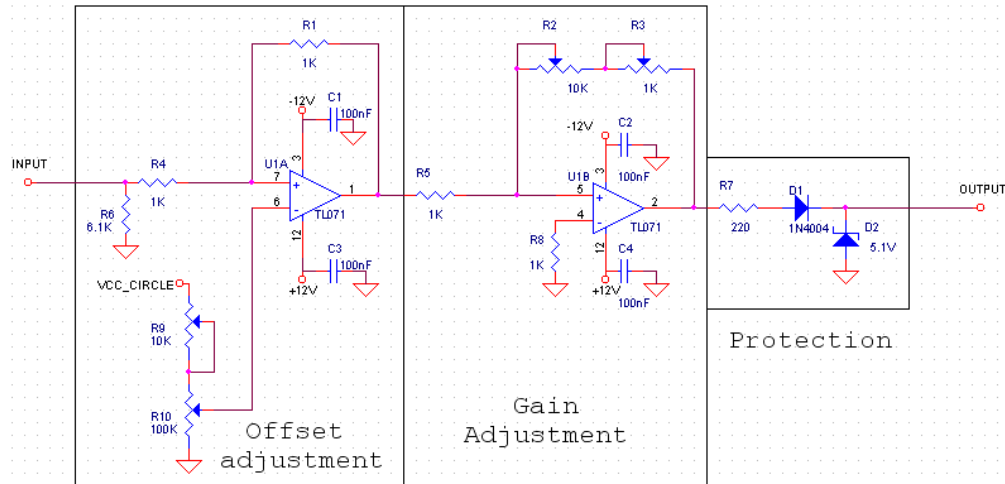 R1
1K
R2
R3
10K
1K
-12V
C1
100nF
3
U1A
7
+
6
-
1
TL071
12
C3
100nF
+12V
INPUT
R4
1K
R6
6.1K
VCC_CIRCLE
R9
10K
R10
100K
Offset
adjustment
R5
1K
-12V
C2
100nF
3
U1B
5
+
4
-
2
TL071
12
R8
1K
C4
+12V
100nF
Gain
Adjustment
R7
220
D1
1N4004
D2
5.1V
OUTPUT
Protection